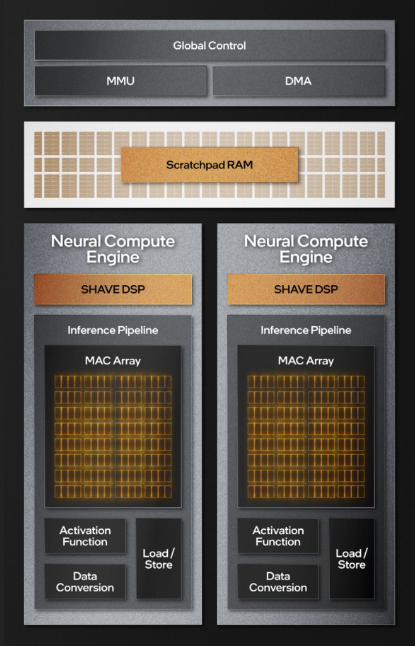 Global Control
MMU
DMA
Scratchpad RAM
Neural Compute
Engine
SHAVE DSP
Inference Pipeline
MAC Array
Activation
Function
Data
Conversion
Load /
Store
Neural Compute
Engine
SHAVE DSP
Inference Pipeline
MAC Array
Activation
Function
Data
Conversion
Load /
Store